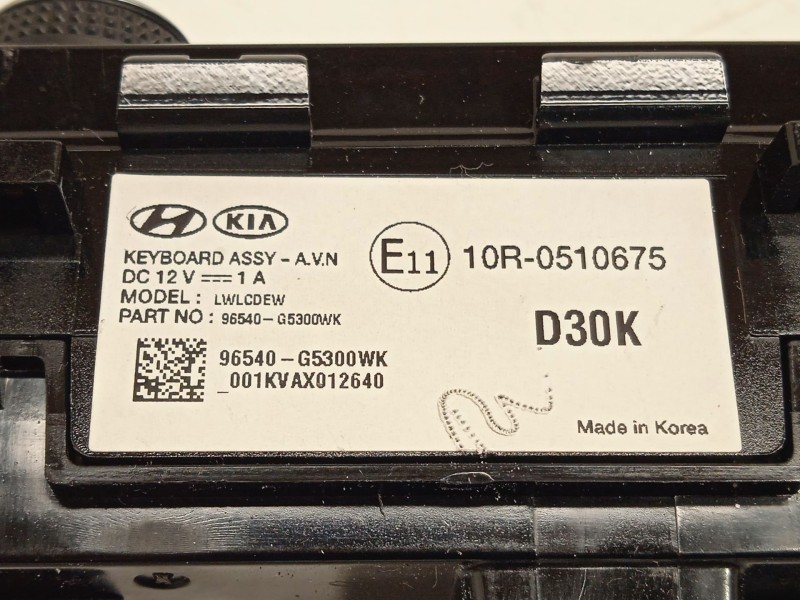 KIA
KEYBOARD ASSY - A.V.N
DC 12 V 1 A
MODEL : LWLCDEW
PART NO : 96540-G5300WK
E11 10R-0510675
D30K
96540-G5300WK
_001KVAX012640
Made in Korea